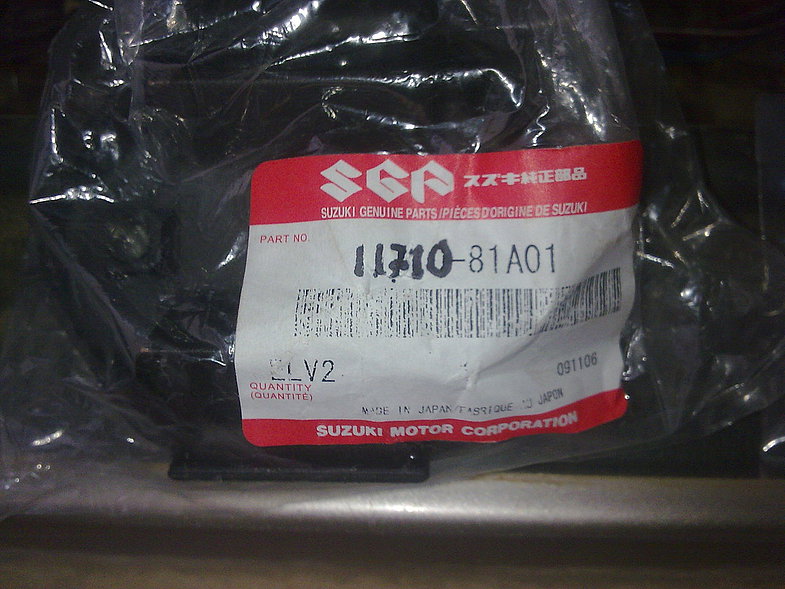 SGP スズキ純正部品
SUZUKI GENUINE PARTS/PIÈCES D'ORIGINE DE SUZUKI
PART NO.
11710-81A01
091106
QUANTITY
(QUANTITÉ)
MADE IN JAPAN/FABRIQUE AU JAPON
SUZUKI MOTOR CORPORATION